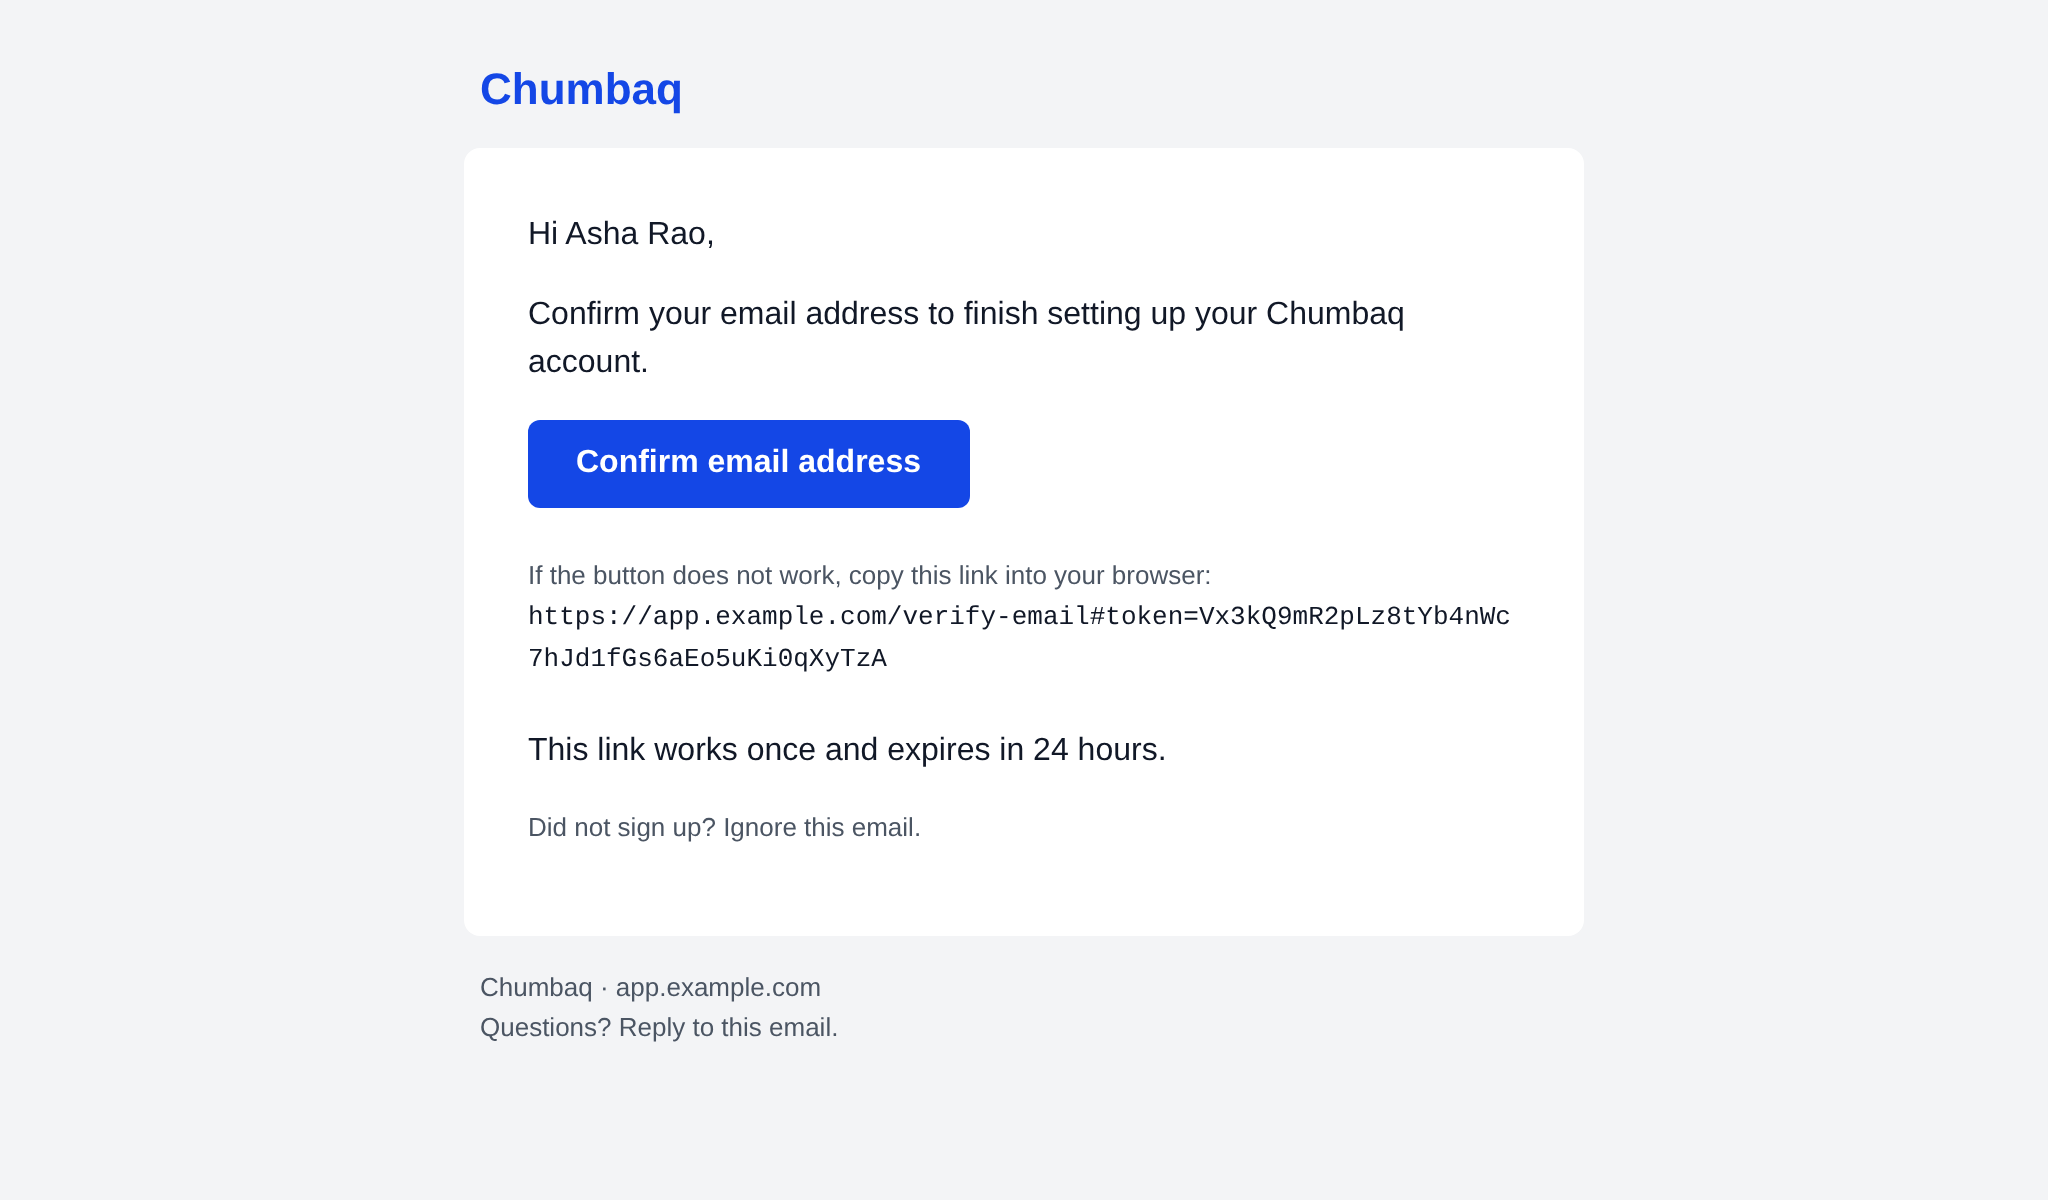 Chumbaq
Hi Asha Rao,
Confirm your email address to finish setting up your Chumbaq
account.
Confirm email address
If the button does not work, copy this link into your browser:
https://app.example.com/verify-email#token=Vx3kQ9mR2pLz8tYb4nWc
7hJd1fGs6aEo5uKi0qXyTzA
This link works once and expires in 24 hours.
Did not sign up? Ignore this email.
Chumbaq · app.example.com
Questions? Reply to this email.